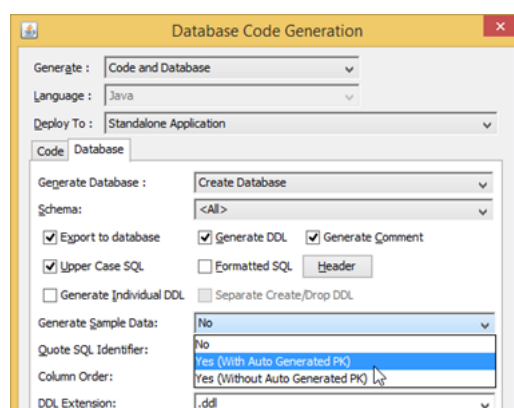 Database Code Generation
Generate : Code and Database
Language : Java
Deploy To : Standalone Application
Code Database
Generate Database : Create Database
Schema: <All>
Export to database Generate DDL Generate Comment
Upper Case SQL Formatted SQL Header
Generate Individual DDL Separate Create/Drop DDL
Generate Sample Data: No
No
Quote SQL Identifier: Yes (With Auto Generated PK)
Column Order: Yes (Without Auto Generated PK)
DDL Extension: .ddl